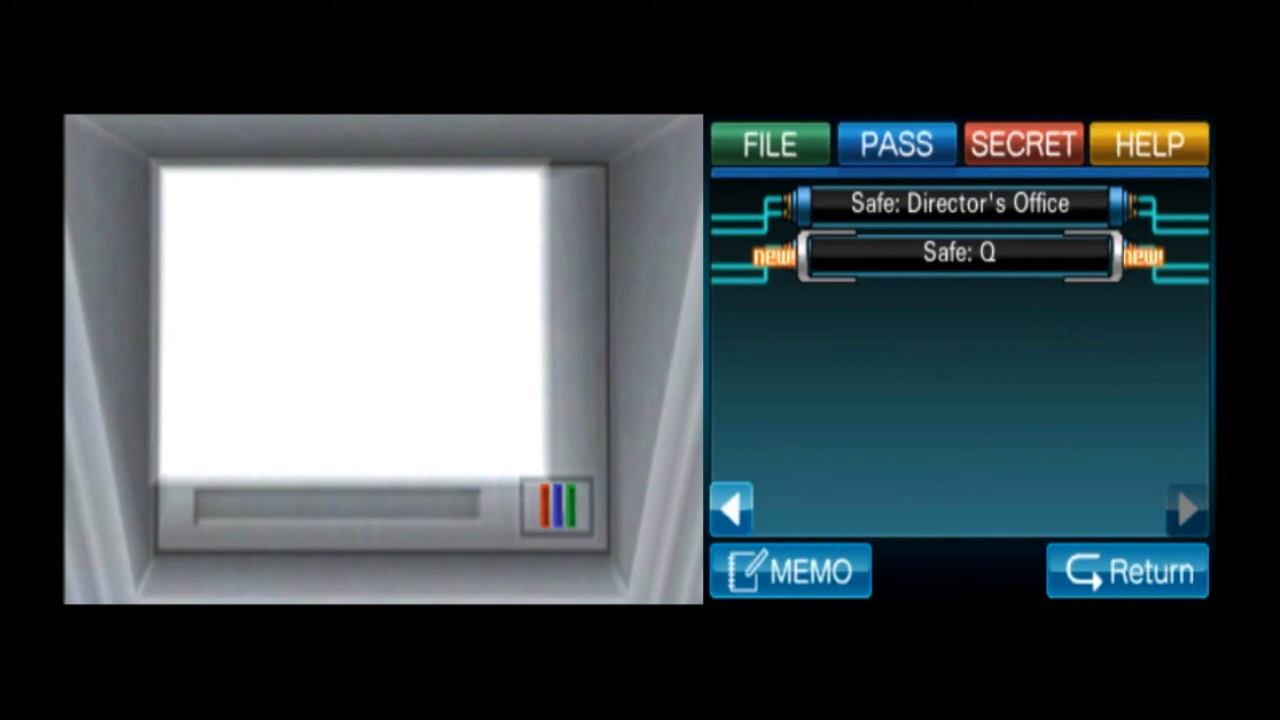 FILE PASS SECRET HELP
Safe: Director's Office
new! Safe: Q new!
MEMO Return